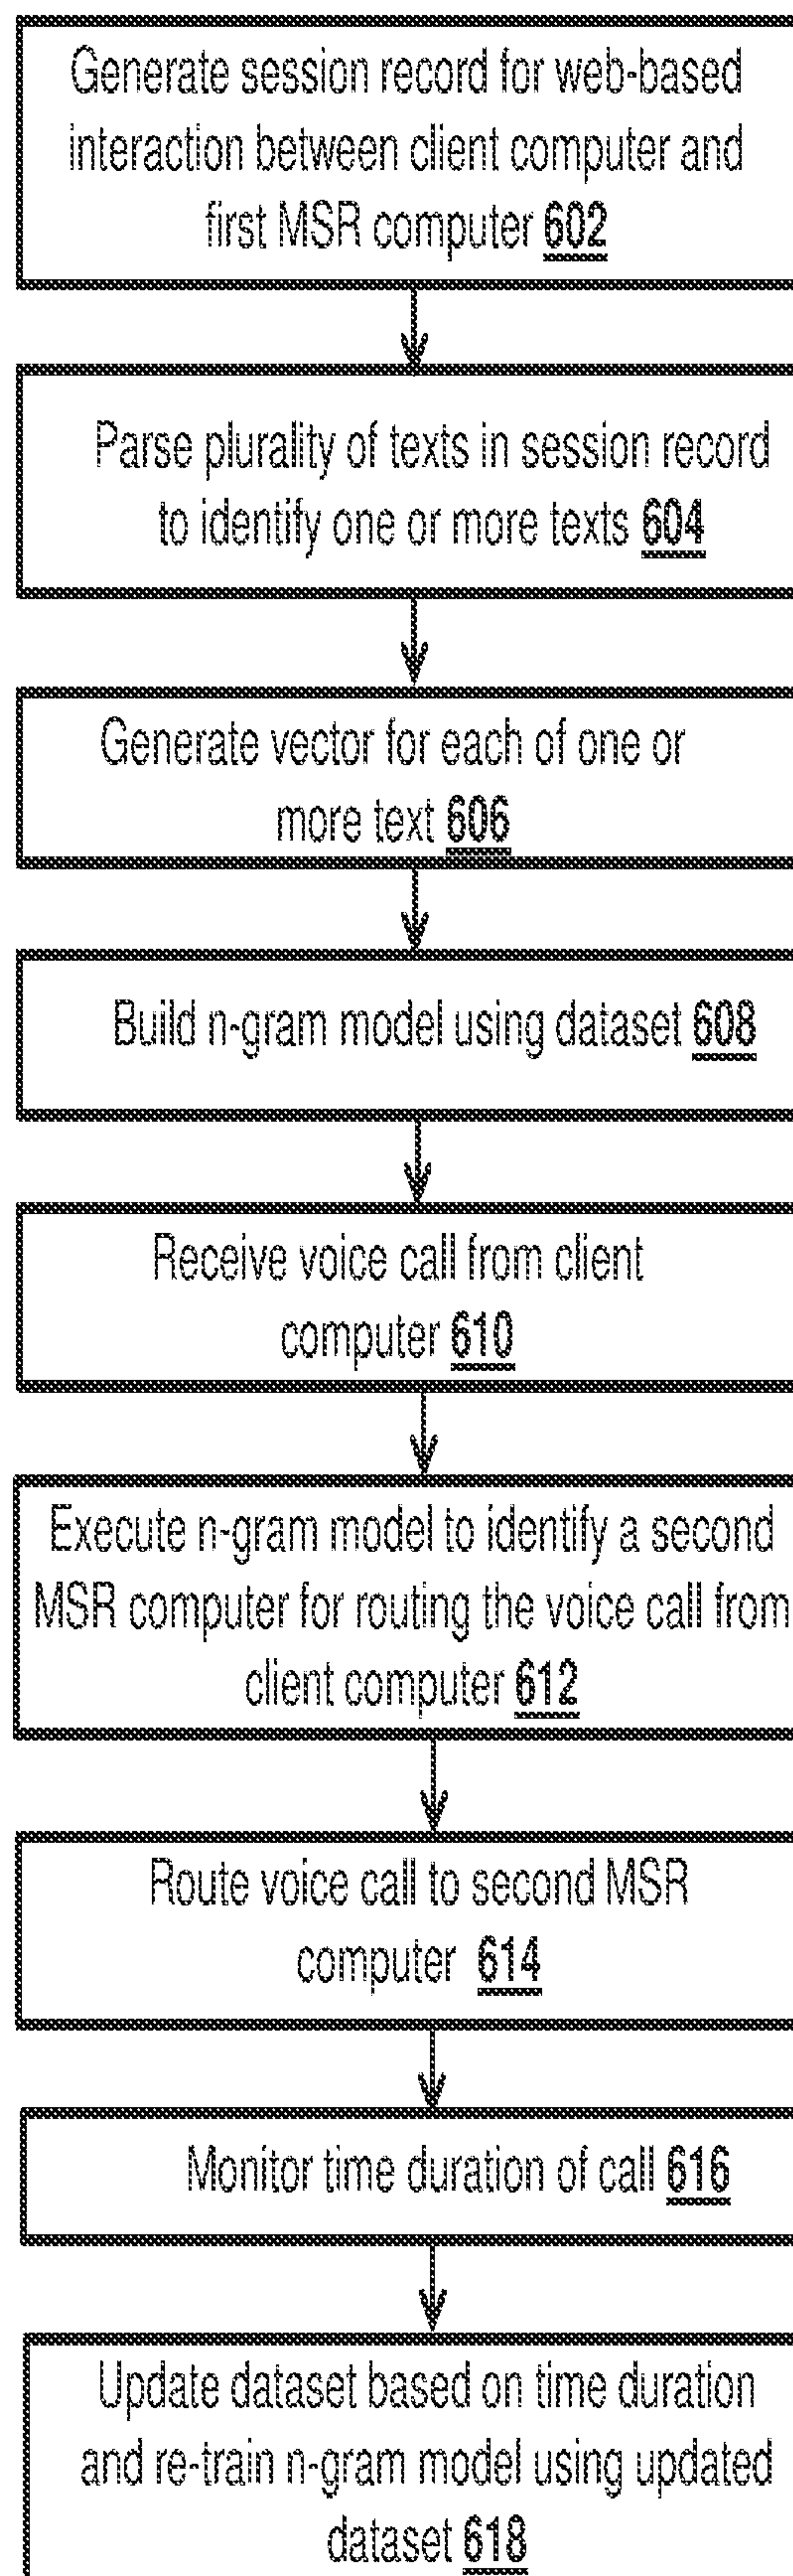 Generate session record for web-based
interaction between client computer and
first MSR computer 602
Parse plurality of texts in session record
to identify one or more texts 604
Generate vector for each of one or
more text 606
Build n-gram model using dataset 608
Receive voice call from client
computer 610
Execute n-gram model to identify a second
MSR computer for routing the voice call from
client computer 612
Route voice call to second MSR
computer 614
Monitor time duration of call 616
Update dataset based on time duration
and re-train n-gram model using updated
dataset 618